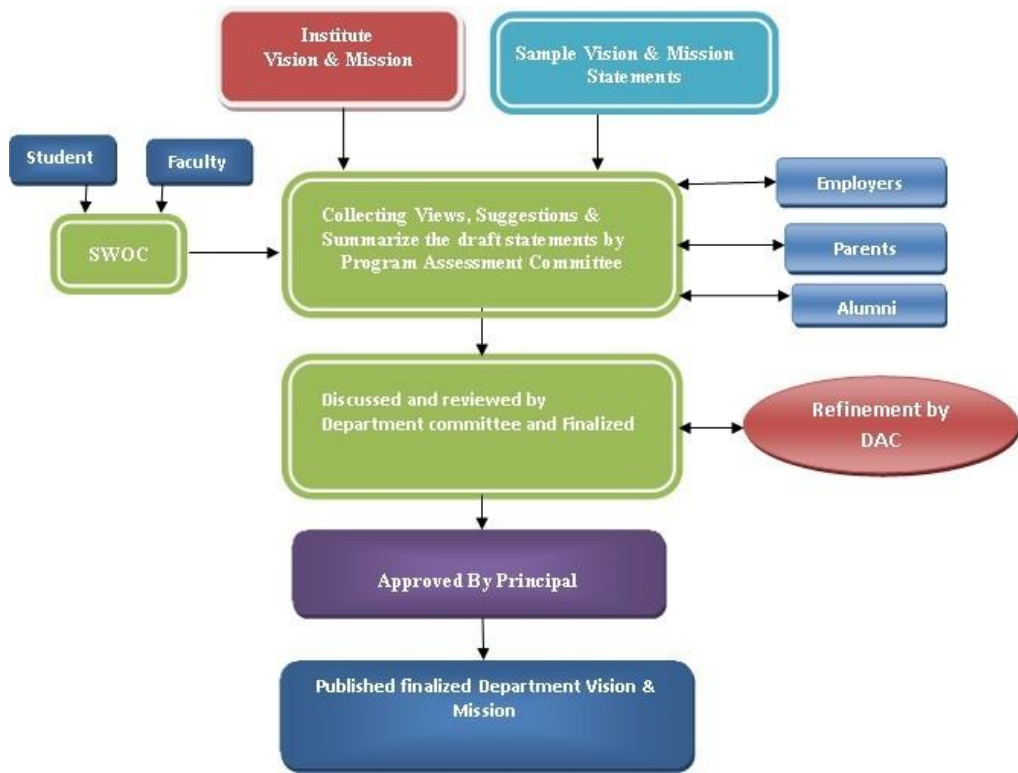 Institute
Vision & Mission
Sample Vision & Mission
Statements
Student
Faculty
SWOC
Collecting Views, Suggestions &
Summarize the draft statements by
Program Assessment Committee
Employers
Parents
Alumni
Discussed and reviewed by
Department committee and Finalized
Refinement by
DAC
Approved By Principal
Published finalized Department Vision &
Mission